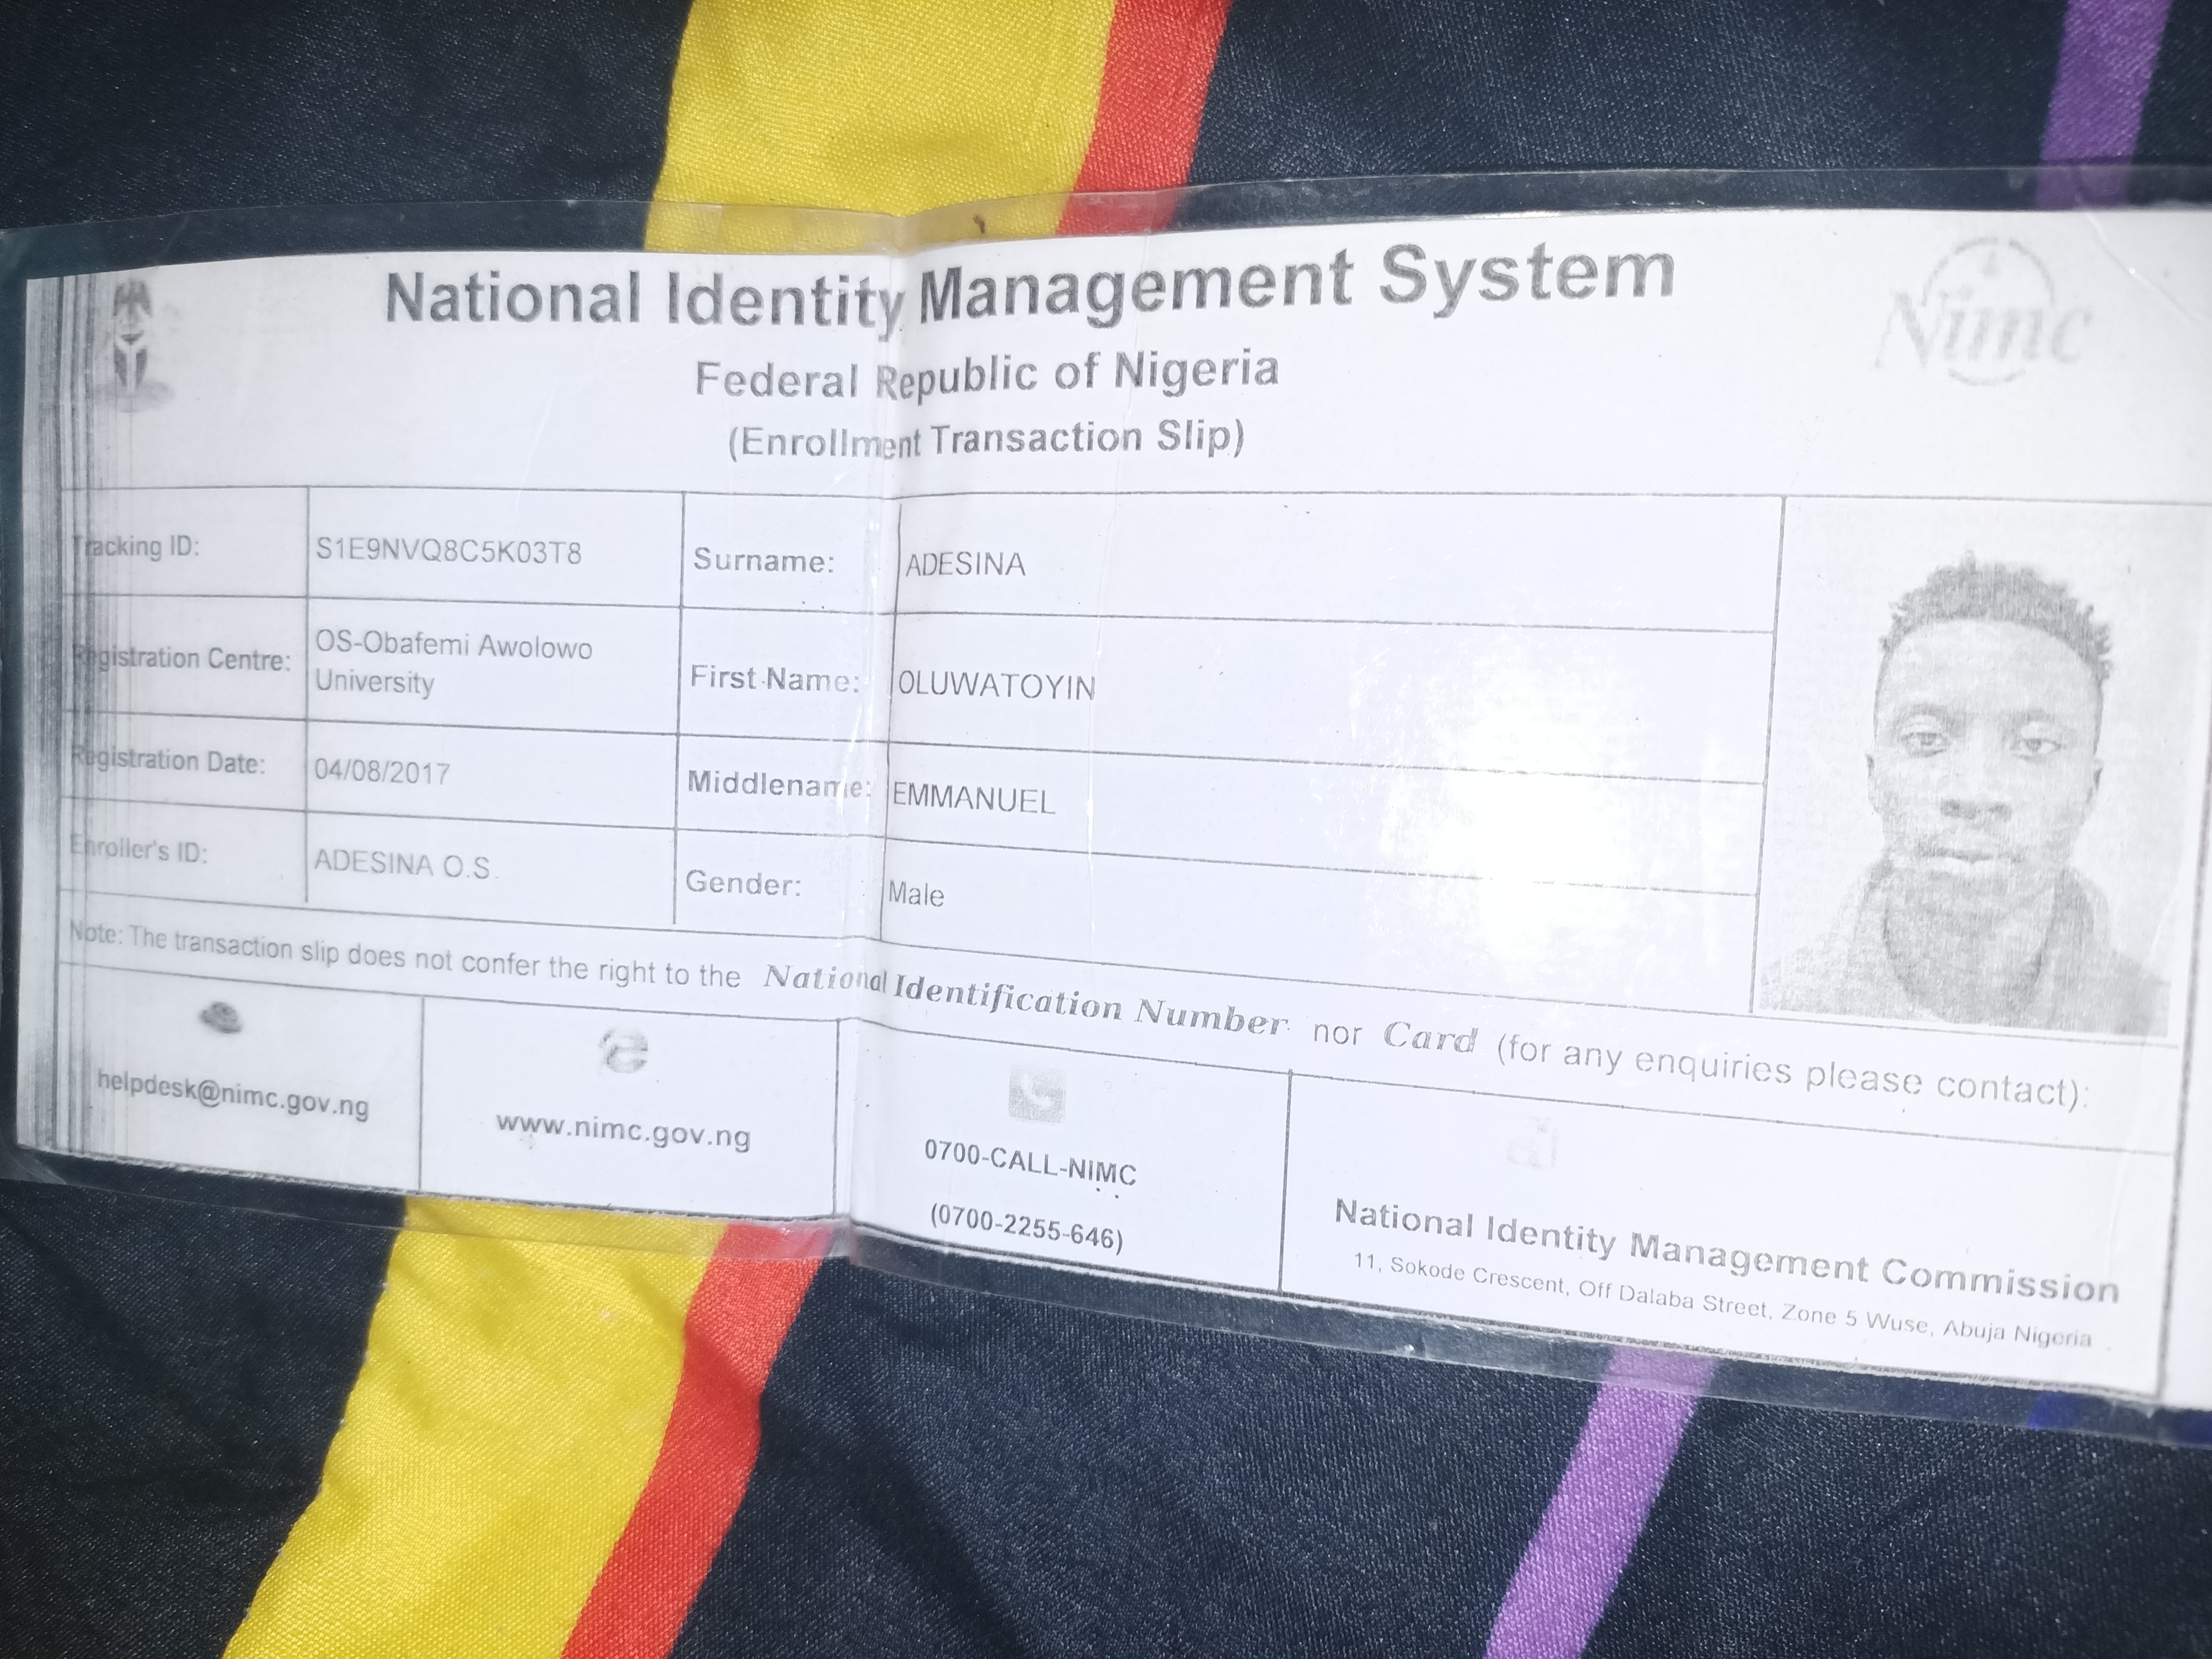 National Identity Management System
Federal Republic of Nigeria
(Enrollment Transaction Slip)
Nimc
Tracking ID: S1E9NVQ8C5K03T8 Surname: ADESINA
Registration Centre: OS-Obafemi Awolowo University First Name: OLUWATOYIN
Registration Date: 04/08/2017 Middlename: EMMANUEL
Enroller's ID: ADESINA O.S. Gender: Male
Note: The transaction slip does not confer the right to the National Identification Number nor Card (for any enquiries please contact):
helpdesk@nimc.gov.ng
www.nimc.gov.ng
0700-CALL-NIMC
(0700-2255-646)
National Identity Management Commission
11, Sokode Crescent, Off Dalaba Street, Zone 5 Wuse, Abuja Nigeria